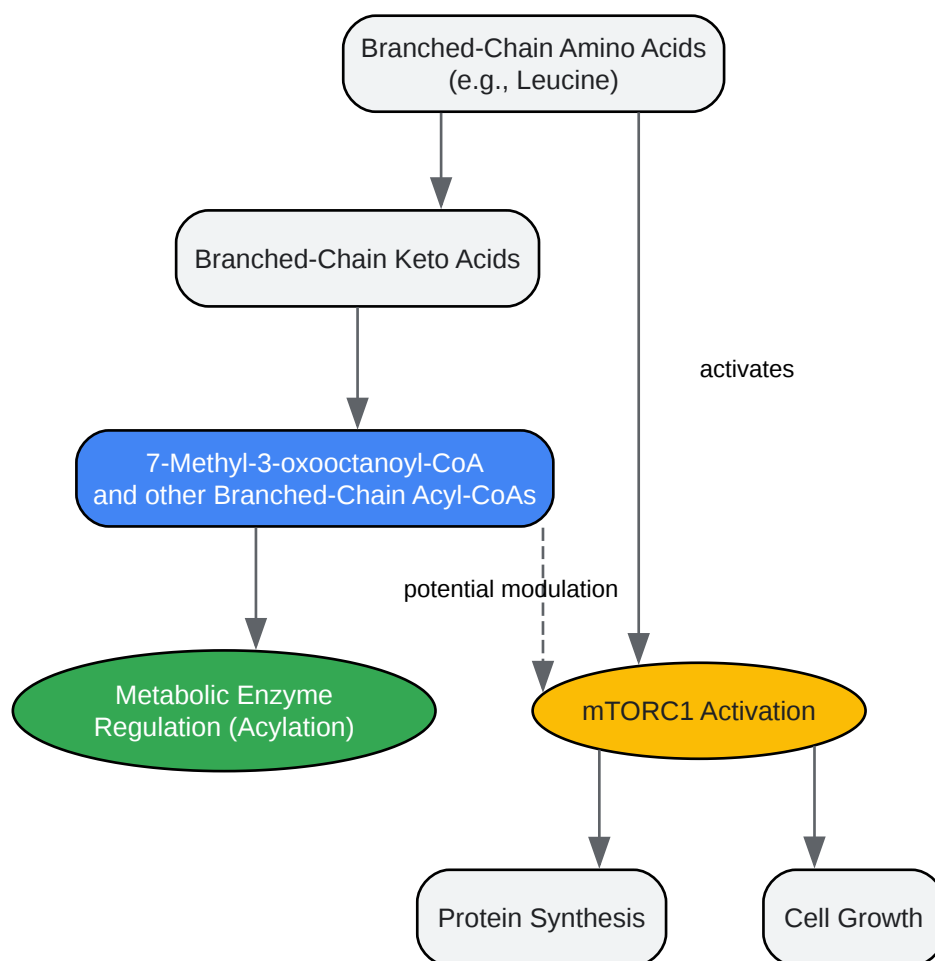 Branched-Chain Amino Acids
(e.g., Leucine)
Branched-Chain Keto Acids
activates
7-Methyl-3-oxooctanoyl-CoA
and other Branched-Chain Acyl-CoAs
potential modulation
Metabolic Enzyme
Regulation (Acylation)
mTORC1 Activation
Protein Synthesis
Cell Growth